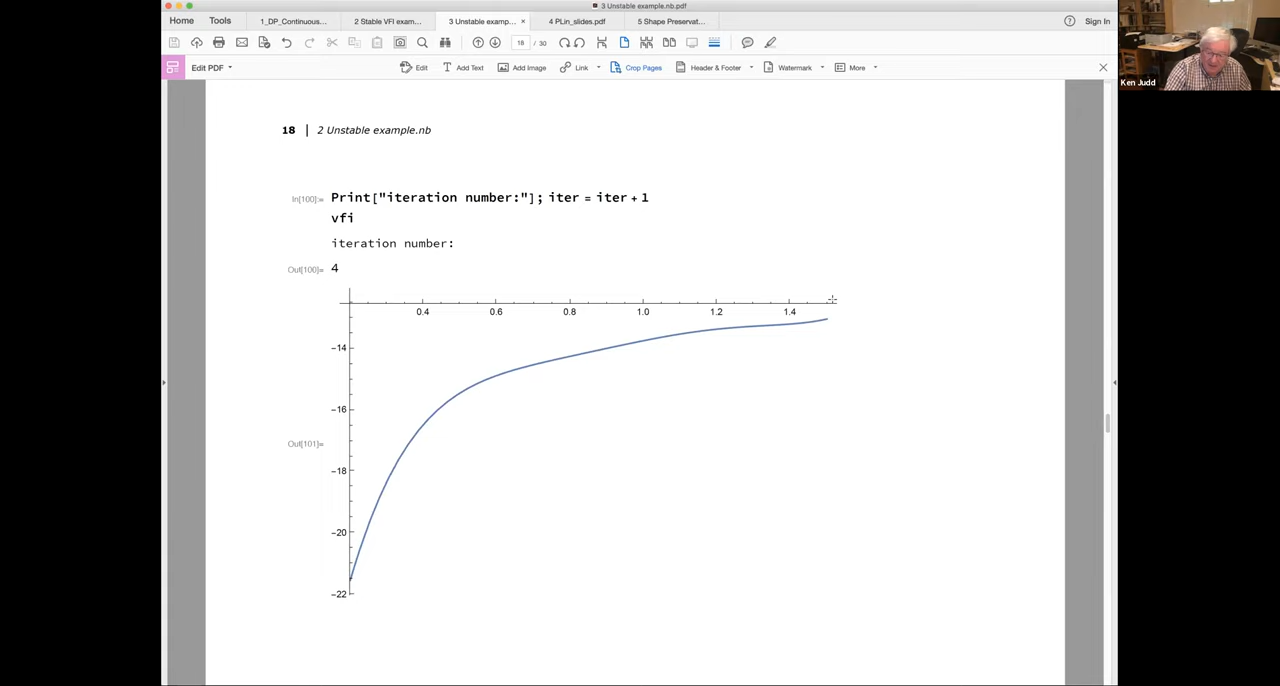 3 Unstable example.nb.pdf
Home Tools 1_DP_Continuous... 2 Stable VFI exam... 3 Unstable examp... × 4 PLin_slides.pdf 5 Shape Preservat... Sign In
18 / 30
Edit PDF Edit Add Text Add Image Link Crop Pages Header & Footer Watermark More
Ken Judd
18 | 2 Unstable example.nb
In[100]:= Print["iteration number:"]; iter = iter + 1
vfi
iteration number:
Out[100]= 4
0.4 0.6 0.8 1.0 1.2 1.4
-14
-16
Out[101]=
-18
-20
-22